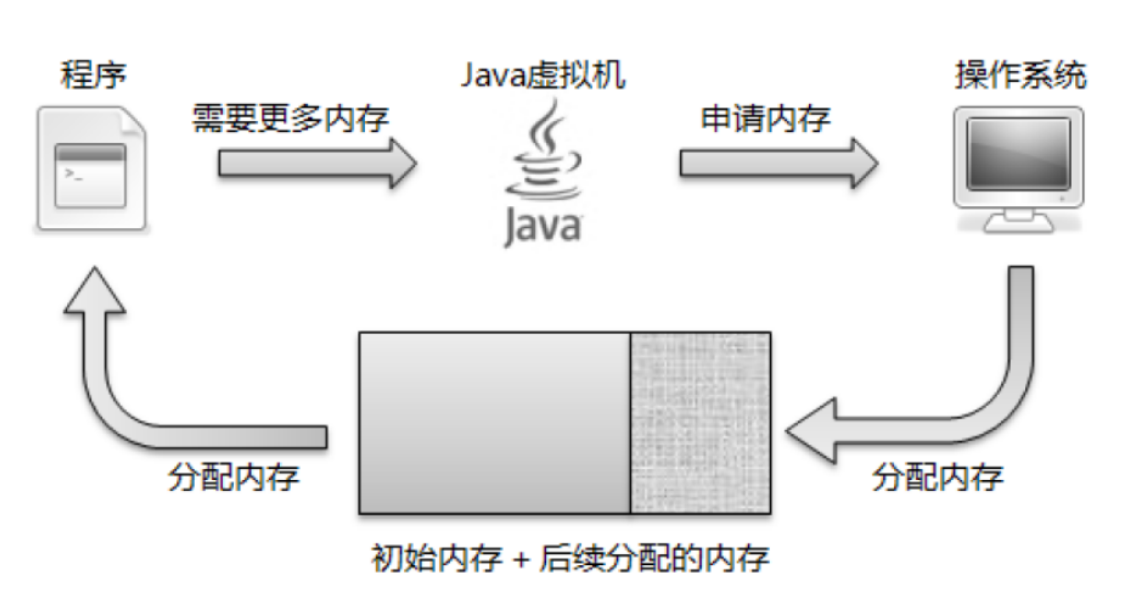 程序
Java虚拟机
操作系统
需要更多内存
申请内存
>_
Java
分配内存
分配内存
初始内存 + 后续分配的内存